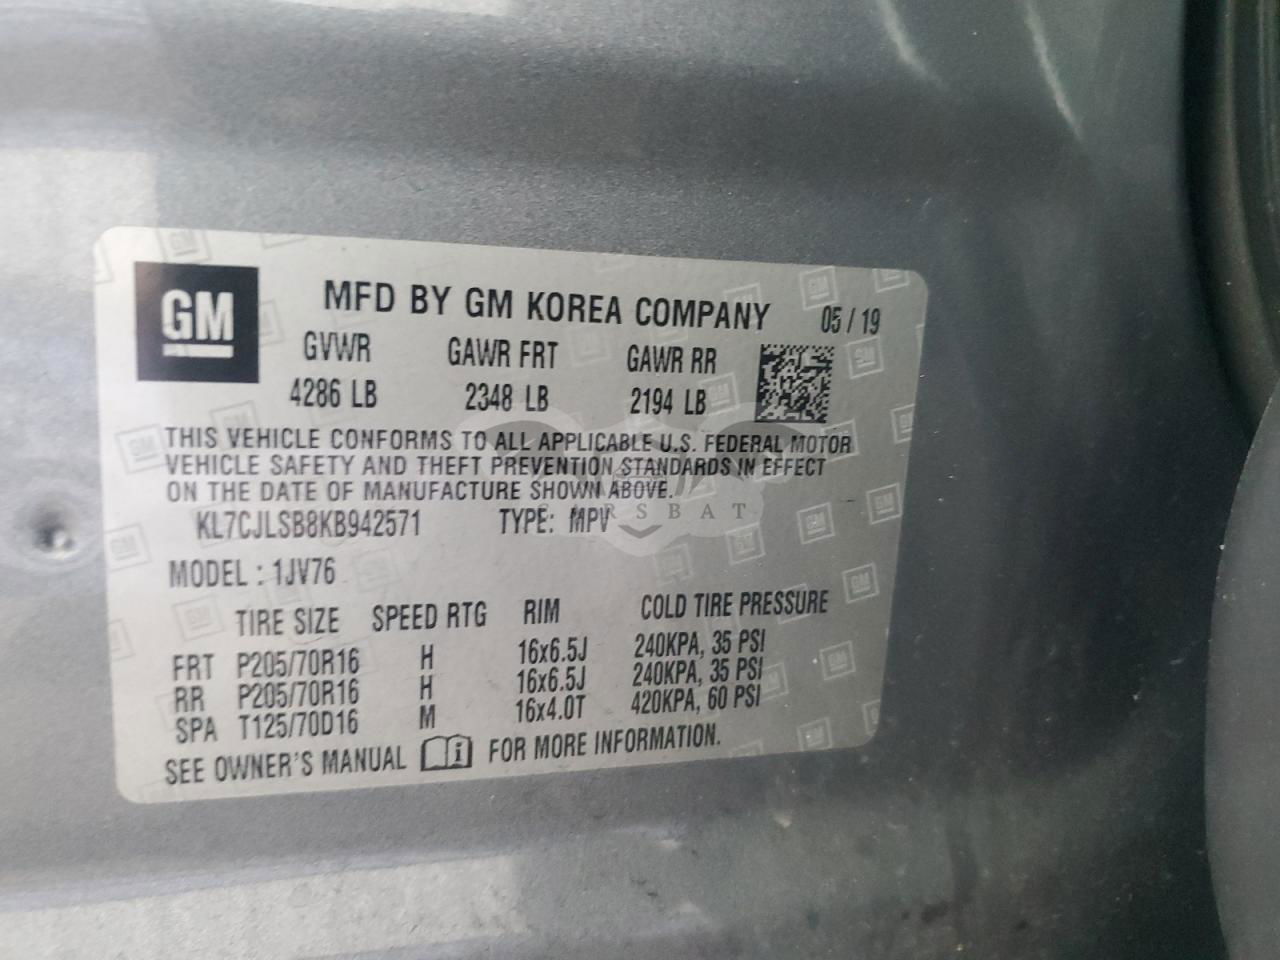 GM
MFD BY GM KOREA COMPANY 05 / 19
GVWR GAWR FRT GAWR RR
4286 LB 2348 LB 2194 LB
THIS VEHICLE CONFORMS TO ALL APPLICABLE U.S. FEDERAL MOTOR
VEHICLE SAFETY AND THEFT PREVENTION STANDARDS IN EFFECT
ON THE DATE OF MANUFACTURE SHOWN ABOVE.
KL7CJLSB8KB942571 TYPE: MPV
MODEL : 1JV76
TIRE SIZE SPEED RTG RIM COLD TIRE PRESSURE
FRT P205/70R16 H 16x6.5J 240KPA, 35 PSI
RR P205/70R16 H 16x6.5J 240KPA, 35 PSI
SPA T125/70D16 M 16x4.0T 420KPA, 60 PSI
SEE OWNER'S MANUAL FOR MORE INFORMATION.